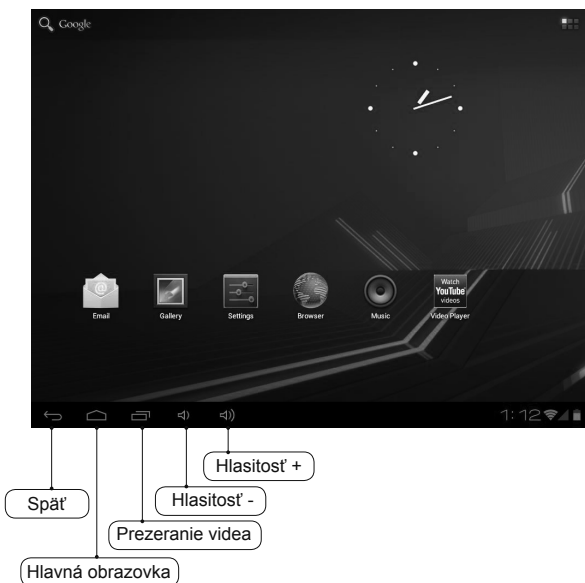 Google
Watch
YouTube
videos
Email
Gallery
Settings
Browser
Music
Video Player
1:12
Hlasitosť +
Späť
Hlasitosť -
Prezeranie videa
Hlavná obrazovka